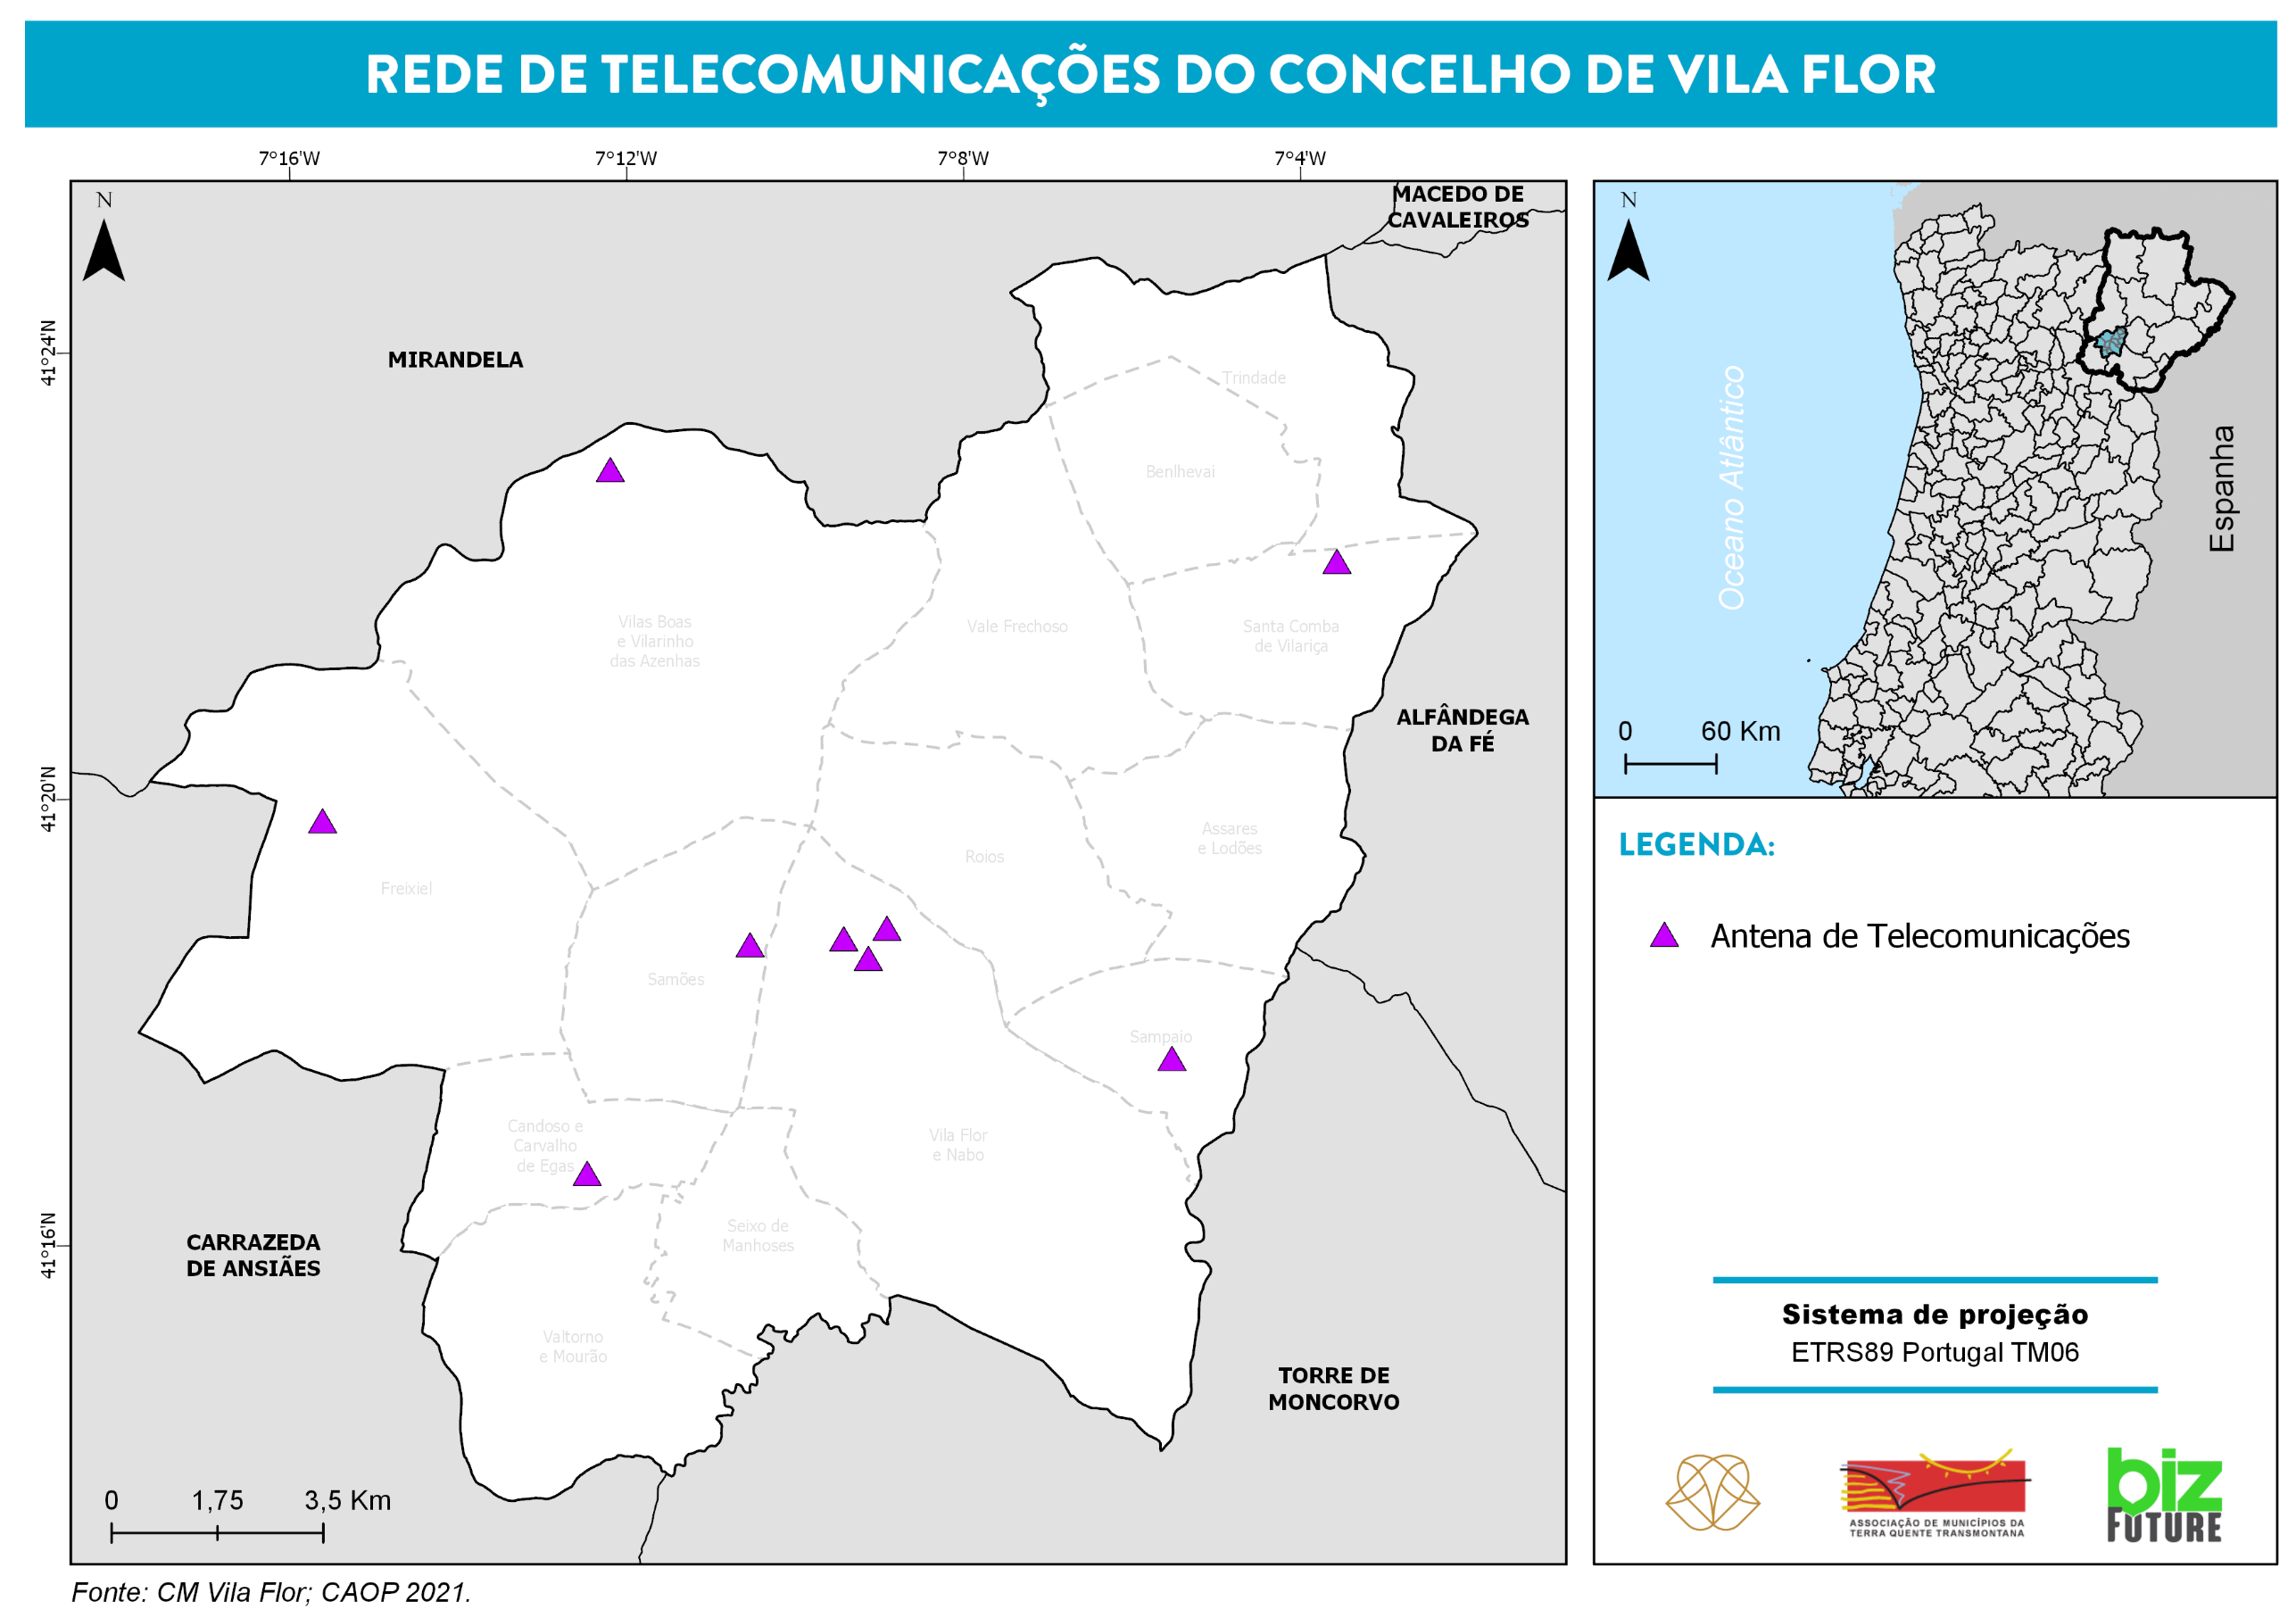 REDE DE TELECOMUNICAÇÕES DO CONCELHO DE VILA FLOR
7°16'W
7°12'W
7°8'W
7°4'W
41°24'N
41°20'N
41°16'N
N
MACEDO DE
CAVALEIROS
MIRANDELA
Trindade
Benlhevai
Vilas Boas
e Vilarinho
das Azenhas
Vale Frechoso
Santa Comba
de Vilariça
ALFÂNDEGA
DA FÉ
Assares
e Lodões
Roios
Freixiel
Samões
Sampaio
Candoso e
Carvalho
de Egas
Vila Flor
e Nabo
Seixo de
Manhoses
CARRAZEDA
DE ANSIÃES
Valtorno
e Mourão
TORRE DE
MONCORVO
0 1,75 3,5 Km
Fonte: CM Vila Flor; CAOP 2021.
N
Oceano Atlântico
Espanha
0 60 Km
LEGENDA:
Antena de Telecomunicações
Sistema de projeção
ETRS89 Portugal TM06
ASSOCIAÇÃO DE MUNICÍPIOS DA
TERRA QUENTE TRANSMONTANA
biz
FUTURE